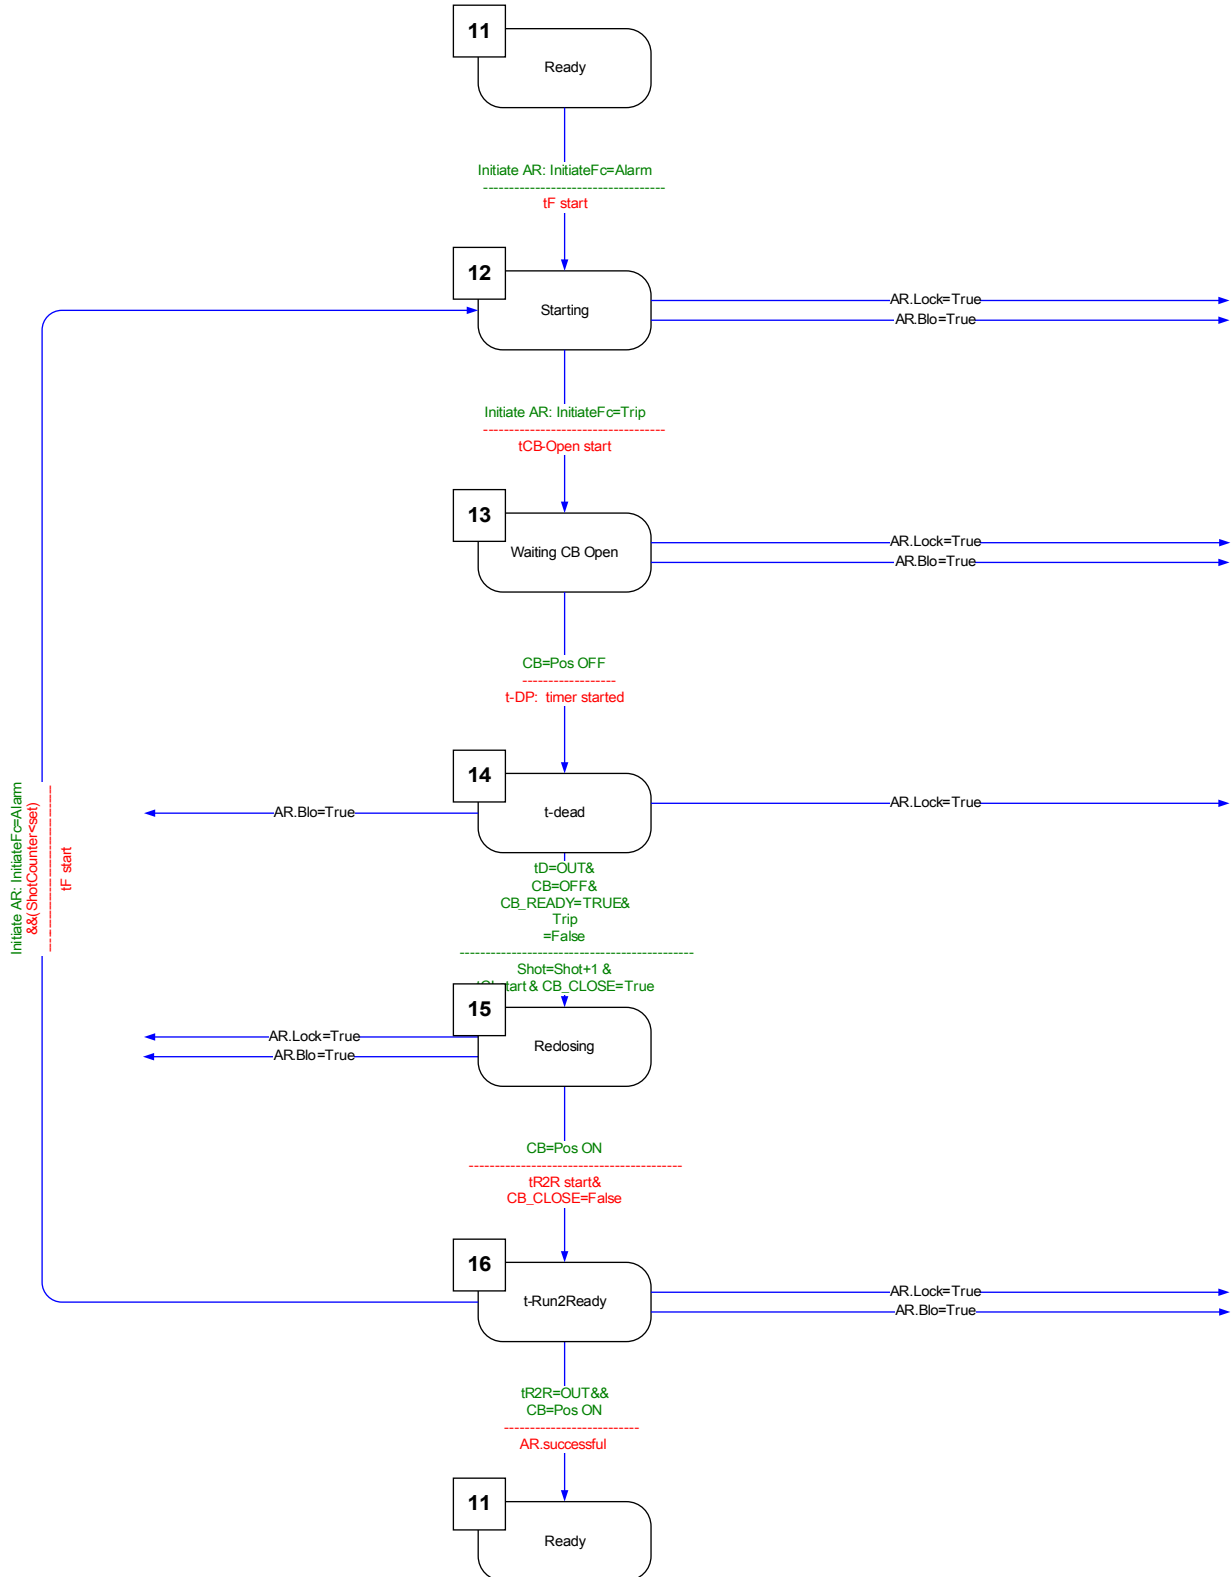 11
Ready
Initiate AR: InitiateFc=Alarm
tF start
12
Starting
AR.Lock=True
AR.Blo=True
Initiate AR: InitiateFc=Trip
tCB-Open start
13
Waiting CB Open
AR.Lock=True
AR.Blo=True
CB=Pos OFF
t-DP: timer started
14
t-dead
AR.Blo=True
AR.Lock=True
Initiate AR: InitiateFc=Alarm
&&(ShotCounter<set)
tF start
tD=OUT&
CB=OFF&
CB_READY=TRUE&
Trip
=False
Shot=Shot+1 &
start & CB_CLOSE=True
15
Reclosing
AR.Lock=True
AR.Blo=True
CB=Pos ON
tR2R start&
CB_CLOSE=False
16
t-Run2Ready
AR.Lock=True
AR.Blo=True
tR2R=OUT&&
CB=Pos ON
AR.successful
11
Ready